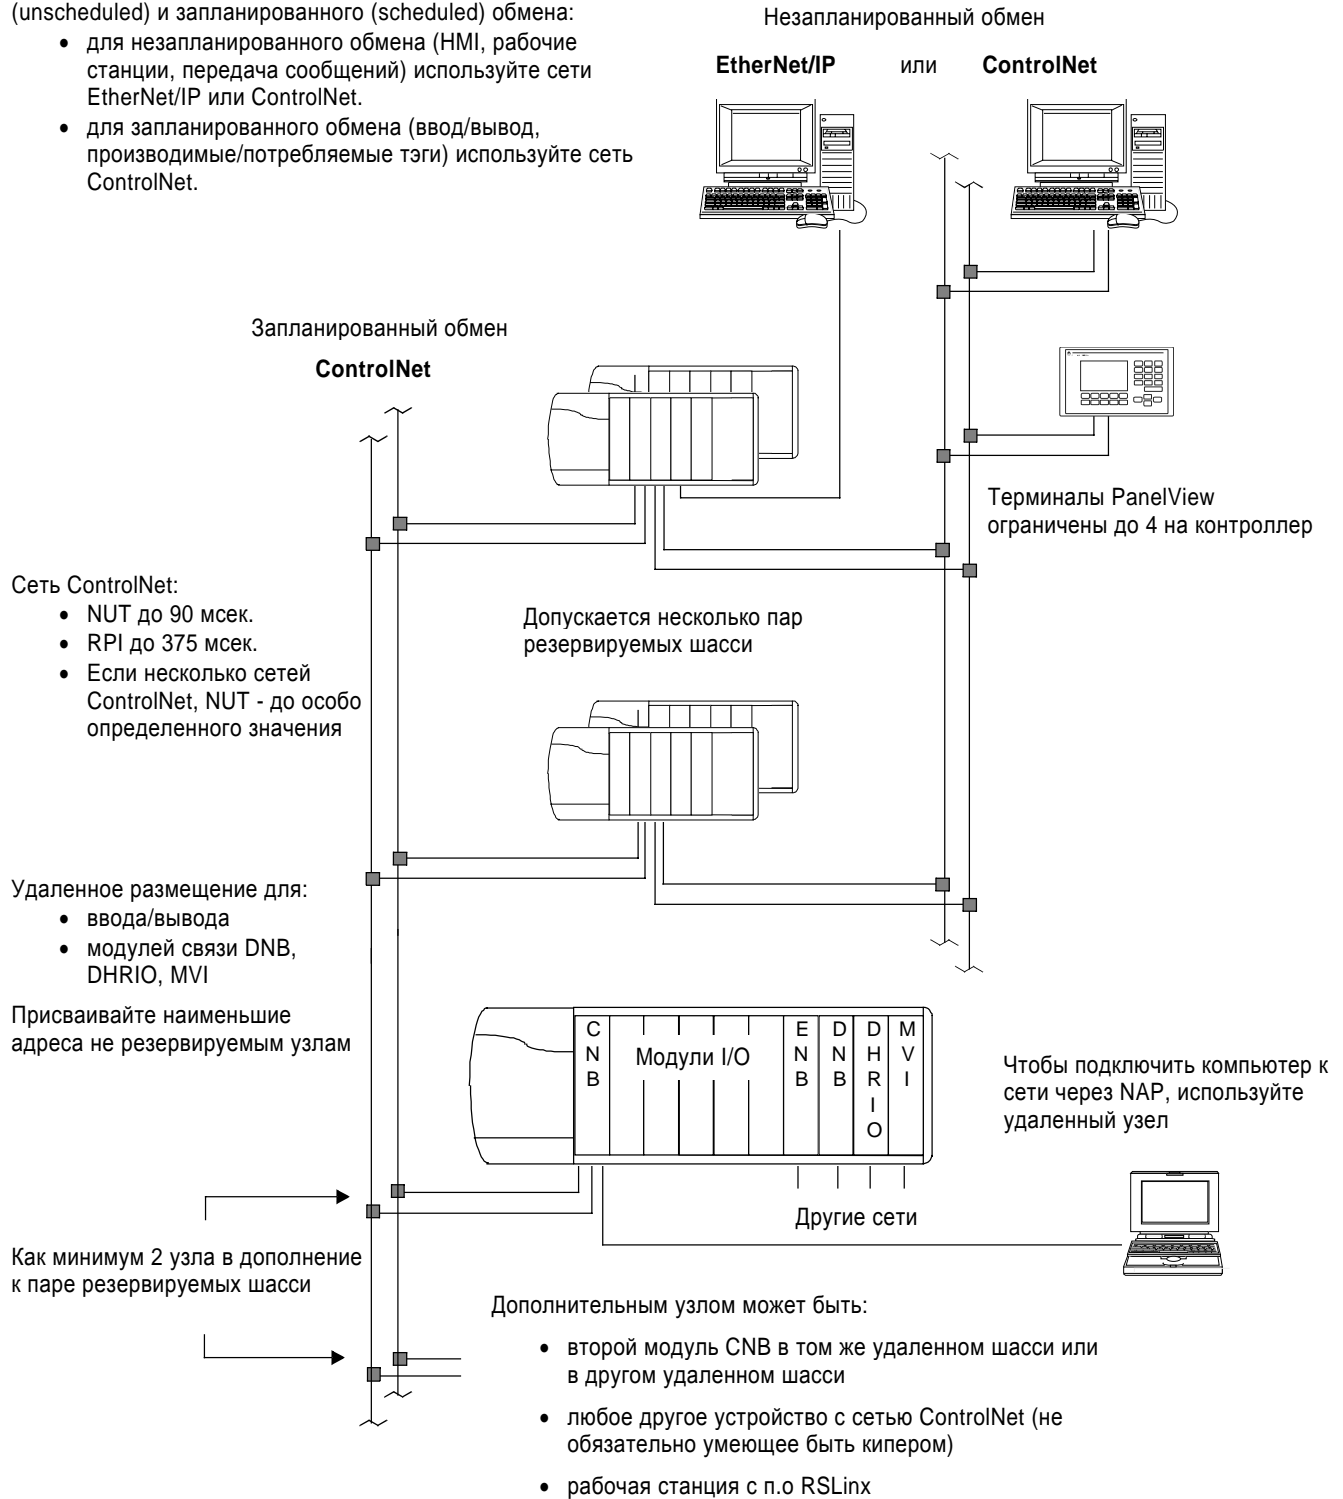 (unscheduled) и запланированного (scheduled) обмена:
• для незапланированного обмена (HMI, рабочие
станции, передача сообщений) используйте сети
EtherNet/IP или ControlNet.
• для запланированного обмена (ввод/вывод,
производимые/потребляемые тэги) используйте сеть
ControlNet.
Незапланированный обмен
EtherNet/IP или ControlNet
Запланированный обмен
ControlNet
Терминалы PanelView
ограничены до 4 на контроллер
Сеть ControlNet:
• NUT до 90 мсек.
• RPI до 375 мсек.
• Если несколько сетей
ControlNet, NUT - до особо
определенного значения
Допускается несколько пар
резервируемых шасси
Удаленное размещение для:
• ввода/вывода
• модулей связи DNB,
DHRIO, MVI
Присваивайте наименьшие
адреса не резервируемым узлам
CNB
Модули I/O
ENB
DNB
DHRIO
MVI
Чтобы подключить компьютер к
сети через NAP, используйте
удаленный узел
Другие сети
Как минимум 2 узла в дополнение
к паре резервируемых шасси
Дополнительным узлом может быть:
• второй модуль CNB в том же удаленном шасси или
в другом удаленном шасси
• любое другое устройство с сетью ControlNet (не
обязательно умеющее быть кипером)
• рабочая станция с п.о RSLinx